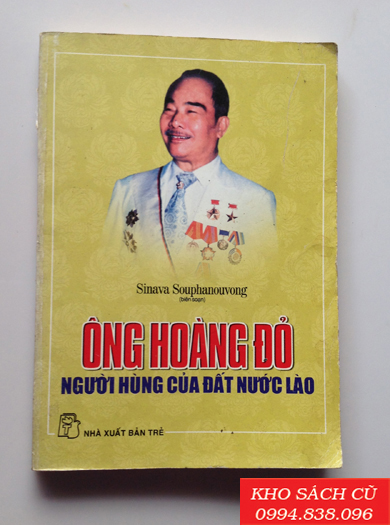 Sinava Souphanouvong
(biên soạn)
ÔNG HOÀNG ĐỎ
NGƯỜI HÙNG CỦA ĐẤT NƯỚC LÀO
NHÀ XUẤT BẢN TRẺ
KHO SÁCH CŨ
0994.838.096